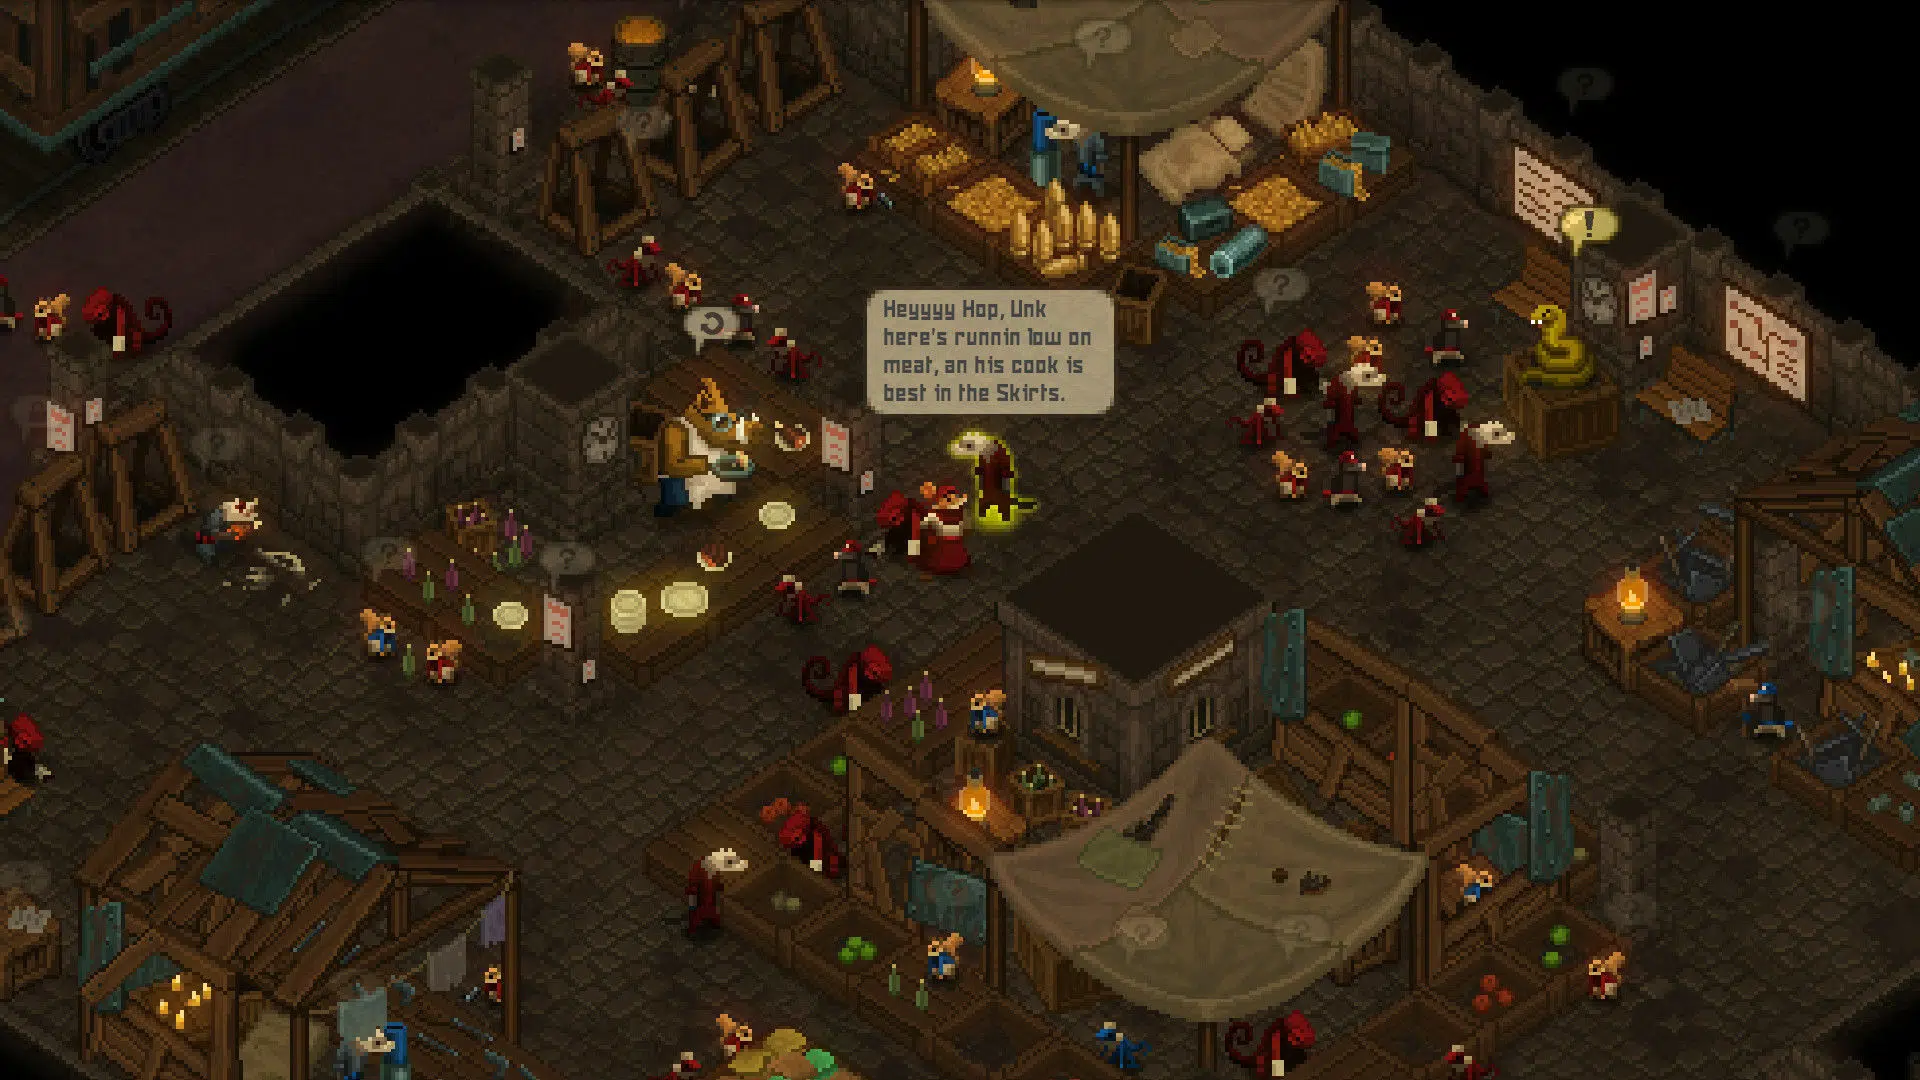 Heyyyy Hop, Unk
here's runnin low on
meat, an his cook is
best in the Skirts.